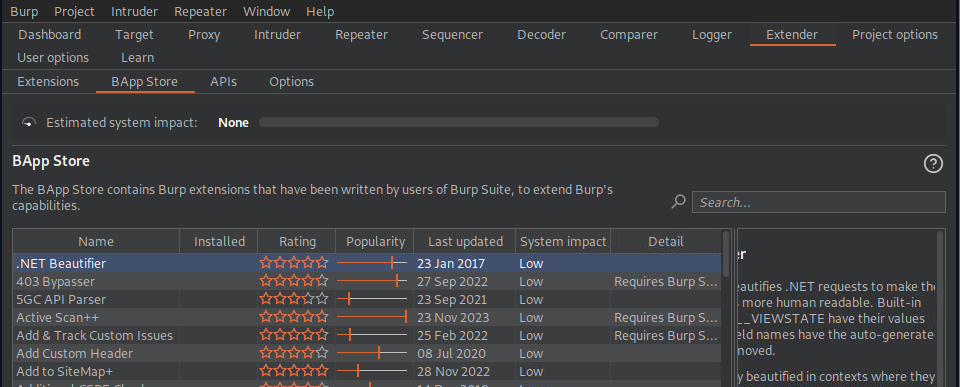 Burp Project Intruder Repeater Window Help
Dashboard Target Proxy Intruder Repeater Sequencer Decoder Comparer Logger Extender Project options
User options Learn
Extensions BApp Store APIs Options
Estimated system impact: None
BApp Store
?
The BApp Store contains Burp extensions that have been written by users of Burp Suite, to extend Burp's
capabilities.
Search...
Name Installed Rating Popularity Last updated System impact Detail
.NET Beautifier 23 Jan 2017 Low
403 Bypasser 27 Sep 2022 Low Requires Burp S...
5GC API Parser 23 Sep 2021 Low
Active Scan++ 23 Nov 2023 Low Requires Burp S...
Add & Track Custom Issues 25 Feb 2022 Low Requires Burp S...
Add Custom Header 08 Jul 2020 Low
Add to SiteMap+ 28 Nov 2022 Low
er
eautifies .NET requests to make the
more human readable. Built-in
__VIEWSTATE have their values
eld names have the auto-generated
moved.
y beautified in contexts where they